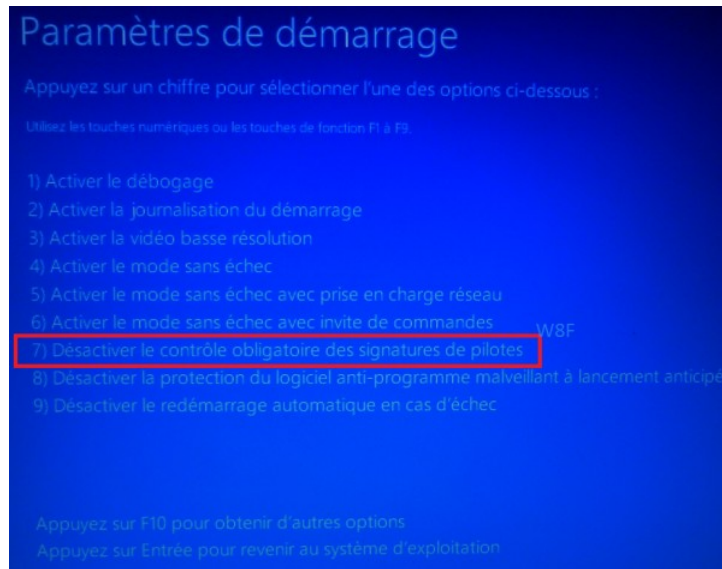 Paramètres de démarrage
Appuyez sur un chiffre pour sélectionner l'une des options ci-dessous :
Utilisez les touches numériques ou les touches de fonction F1 à F9.
1) Activer le débogage
2) Activer la journalisation du démarrage
3) Activer la vidéo basse résolution
4) Activer le mode sans échec
5) Activer le mode sans échec avec prise en charge réseau
6) Activer le mode sans échec avec invite de commandes
W8F
7) Désactiver le contrôle obligatoire des signatures de pilotes
8) Désactiver la protection du logiciel anti-programme malveillant à lancement anticipé
9) Désactiver le redémarrage automatique en cas d'échec
Appuyez sur F10 pour obtenir d'autres options
Appuyez sur Entrée pour revenir au système d'exploitation